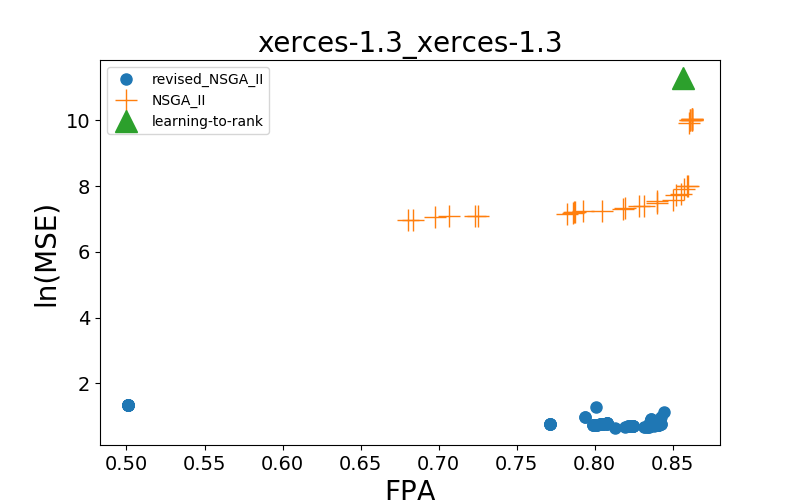 xerces-1.3_xerces-1.3
revised_NSGA_II
NSGA_II
learning-to-rank
10
8
6
4
2
ln(MSE)
0.50 0.55 0.60 0.65 0.70 0.75 0.80 0.85
FPA